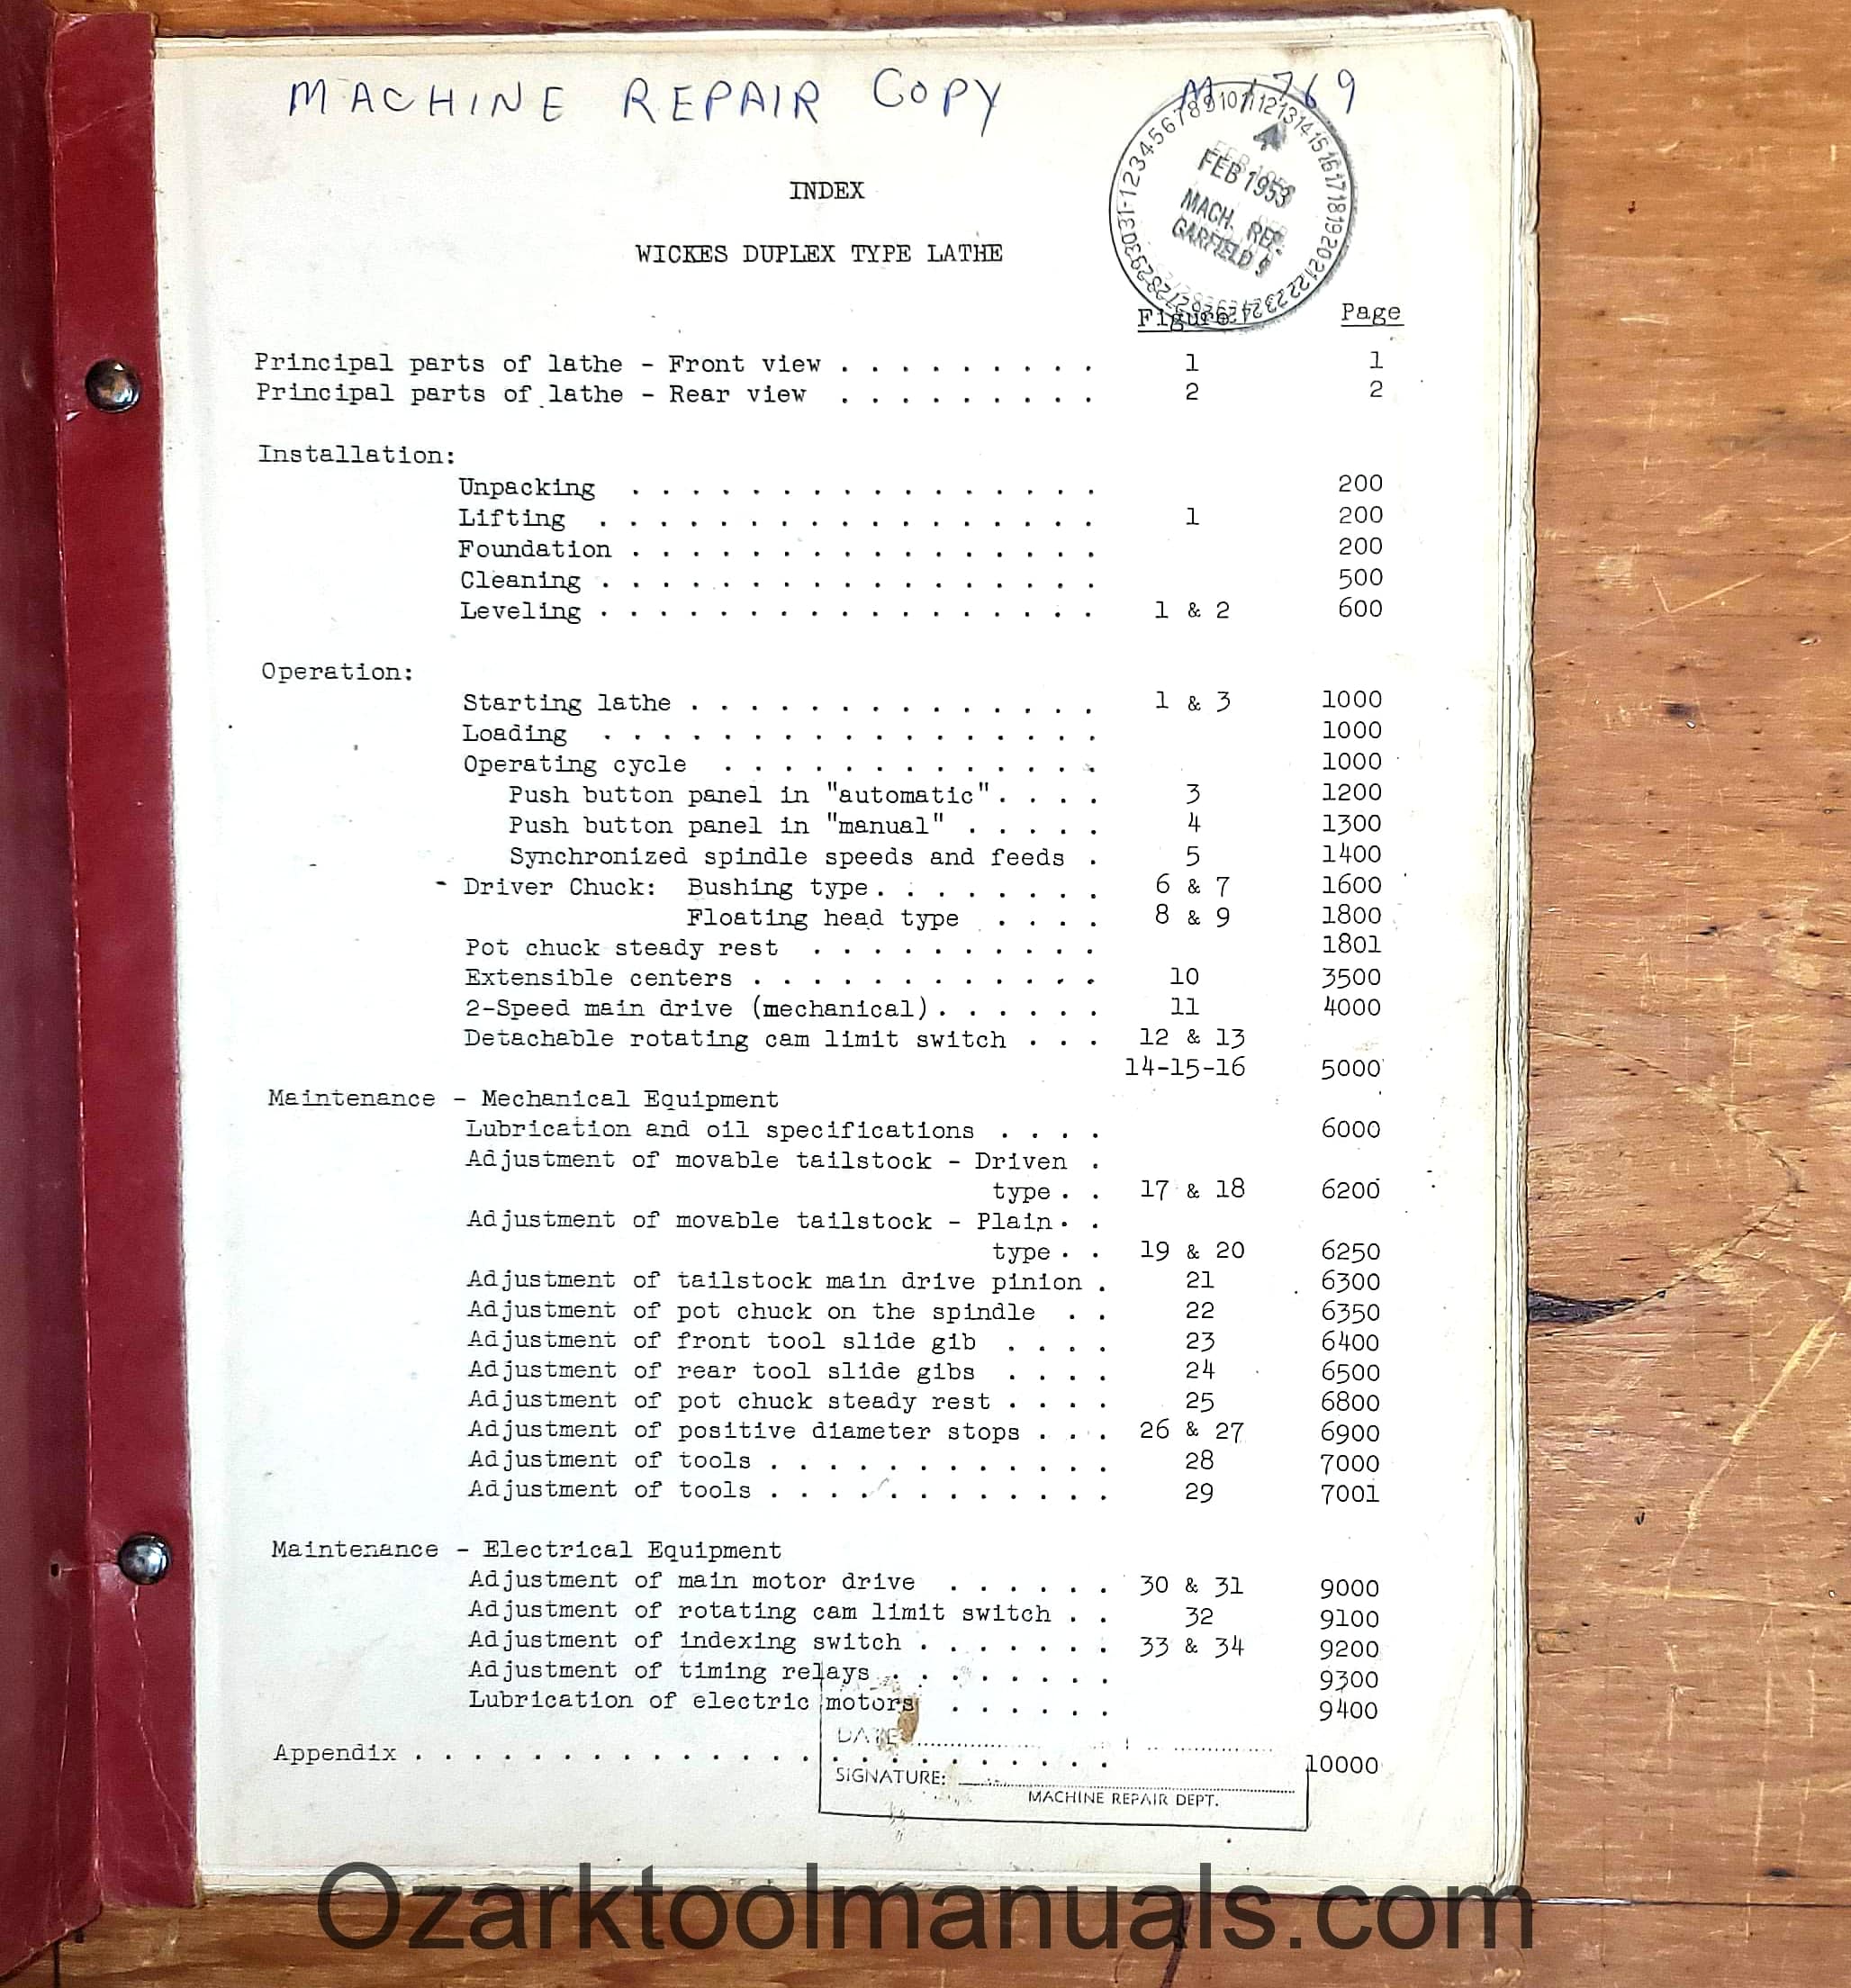 MACHINE REPAIR COPY M 1769
FEB 1953
MACH. REP.
GARFIELD
INDEX
WICKES DUPLEX TYPE LATHE
Figure Page
Principal parts of lathe - Front view . . . . . . . . . 1 1
Principal parts of lathe - Rear view . . . . . . . . . 2 2
Installation:
Unpacking . . . . . . . . . . . . . . . . 200
Lifting . . . . . . . . . . . . . . . . . 1 200
Foundation . . . . . . . . . . . . . . . . 200
Cleaning . . . . . . . . . . . . . . . . . 500
Leveling . . . . . . . . . . . . . . . . . 1 & 2 600
Operation:
Starting lathe . . . . . . . . . . . . . . 1 & 3 1000
Loading . . . . . . . . . . . . . . . . . 1000
Operating cycle . . . . . . . . . . . . . 1000
Push button panel in "automatic". . . . 3 1200
Push button panel in "manual" . . . . . 4 1300
Synchronized spindle speeds and feeds . 5 1400
- Driver Chuck: Bushing type. . . . . . . . 6 & 7 1600
Floating head type . . . . 8 & 9 1800
Pot chuck steady rest . . . . . . . . . . 1801
Extensible centers . . . . . . . . . . . . 10 3500
2-Speed main drive (mechanical). . . . . . 11 4000
Detachable rotating cam limit switch . . . 12 & 13
14-15-16 5000
Maintenance - Mechanical Equipment
Lubrication and oil specifications . . . . 6000
Adjustment of movable tailstock - Driven .
type . . 17 & 18 6200
Adjustment of movable tailstock - Plain . .
type . . 19 & 20 6250
Adjustment of tailstock main drive pinion . 21 6300
Adjustment of pot chuck on the spindle . . 22 6350
Adjustment of front tool slide gib . . . . 23 6400
Adjustment of rear tool slide gibs . . . . 24 6500
Adjustment of pot chuck steady rest . . . . 25 6800
Adjustment of positive diameter stops . . . 26 & 27 6900
Adjustment of tools . . . . . . . . . . . . 28 7000
Adjustment of tools . . . . . . . . . . . . 29 7001
Maintenance - Electrical Equipment
Adjustment of main motor drive . . . . . . 30 & 31 9000
Adjustment of rotating cam limit switch . . 32 9100
Adjustment of indexing switch . . . . . . . 33 & 34 9200
Adjustment of timing relays . . . . . . . . 9300
Lubrication of electric motors . . . . . . 9400
DATE
Appendix . . . . . . . . . . . . . . . . . . . . . . . . 10000
SIGNATURE:
MACHINE REPAIR DEPT.
Ozarktoolmanuals.com